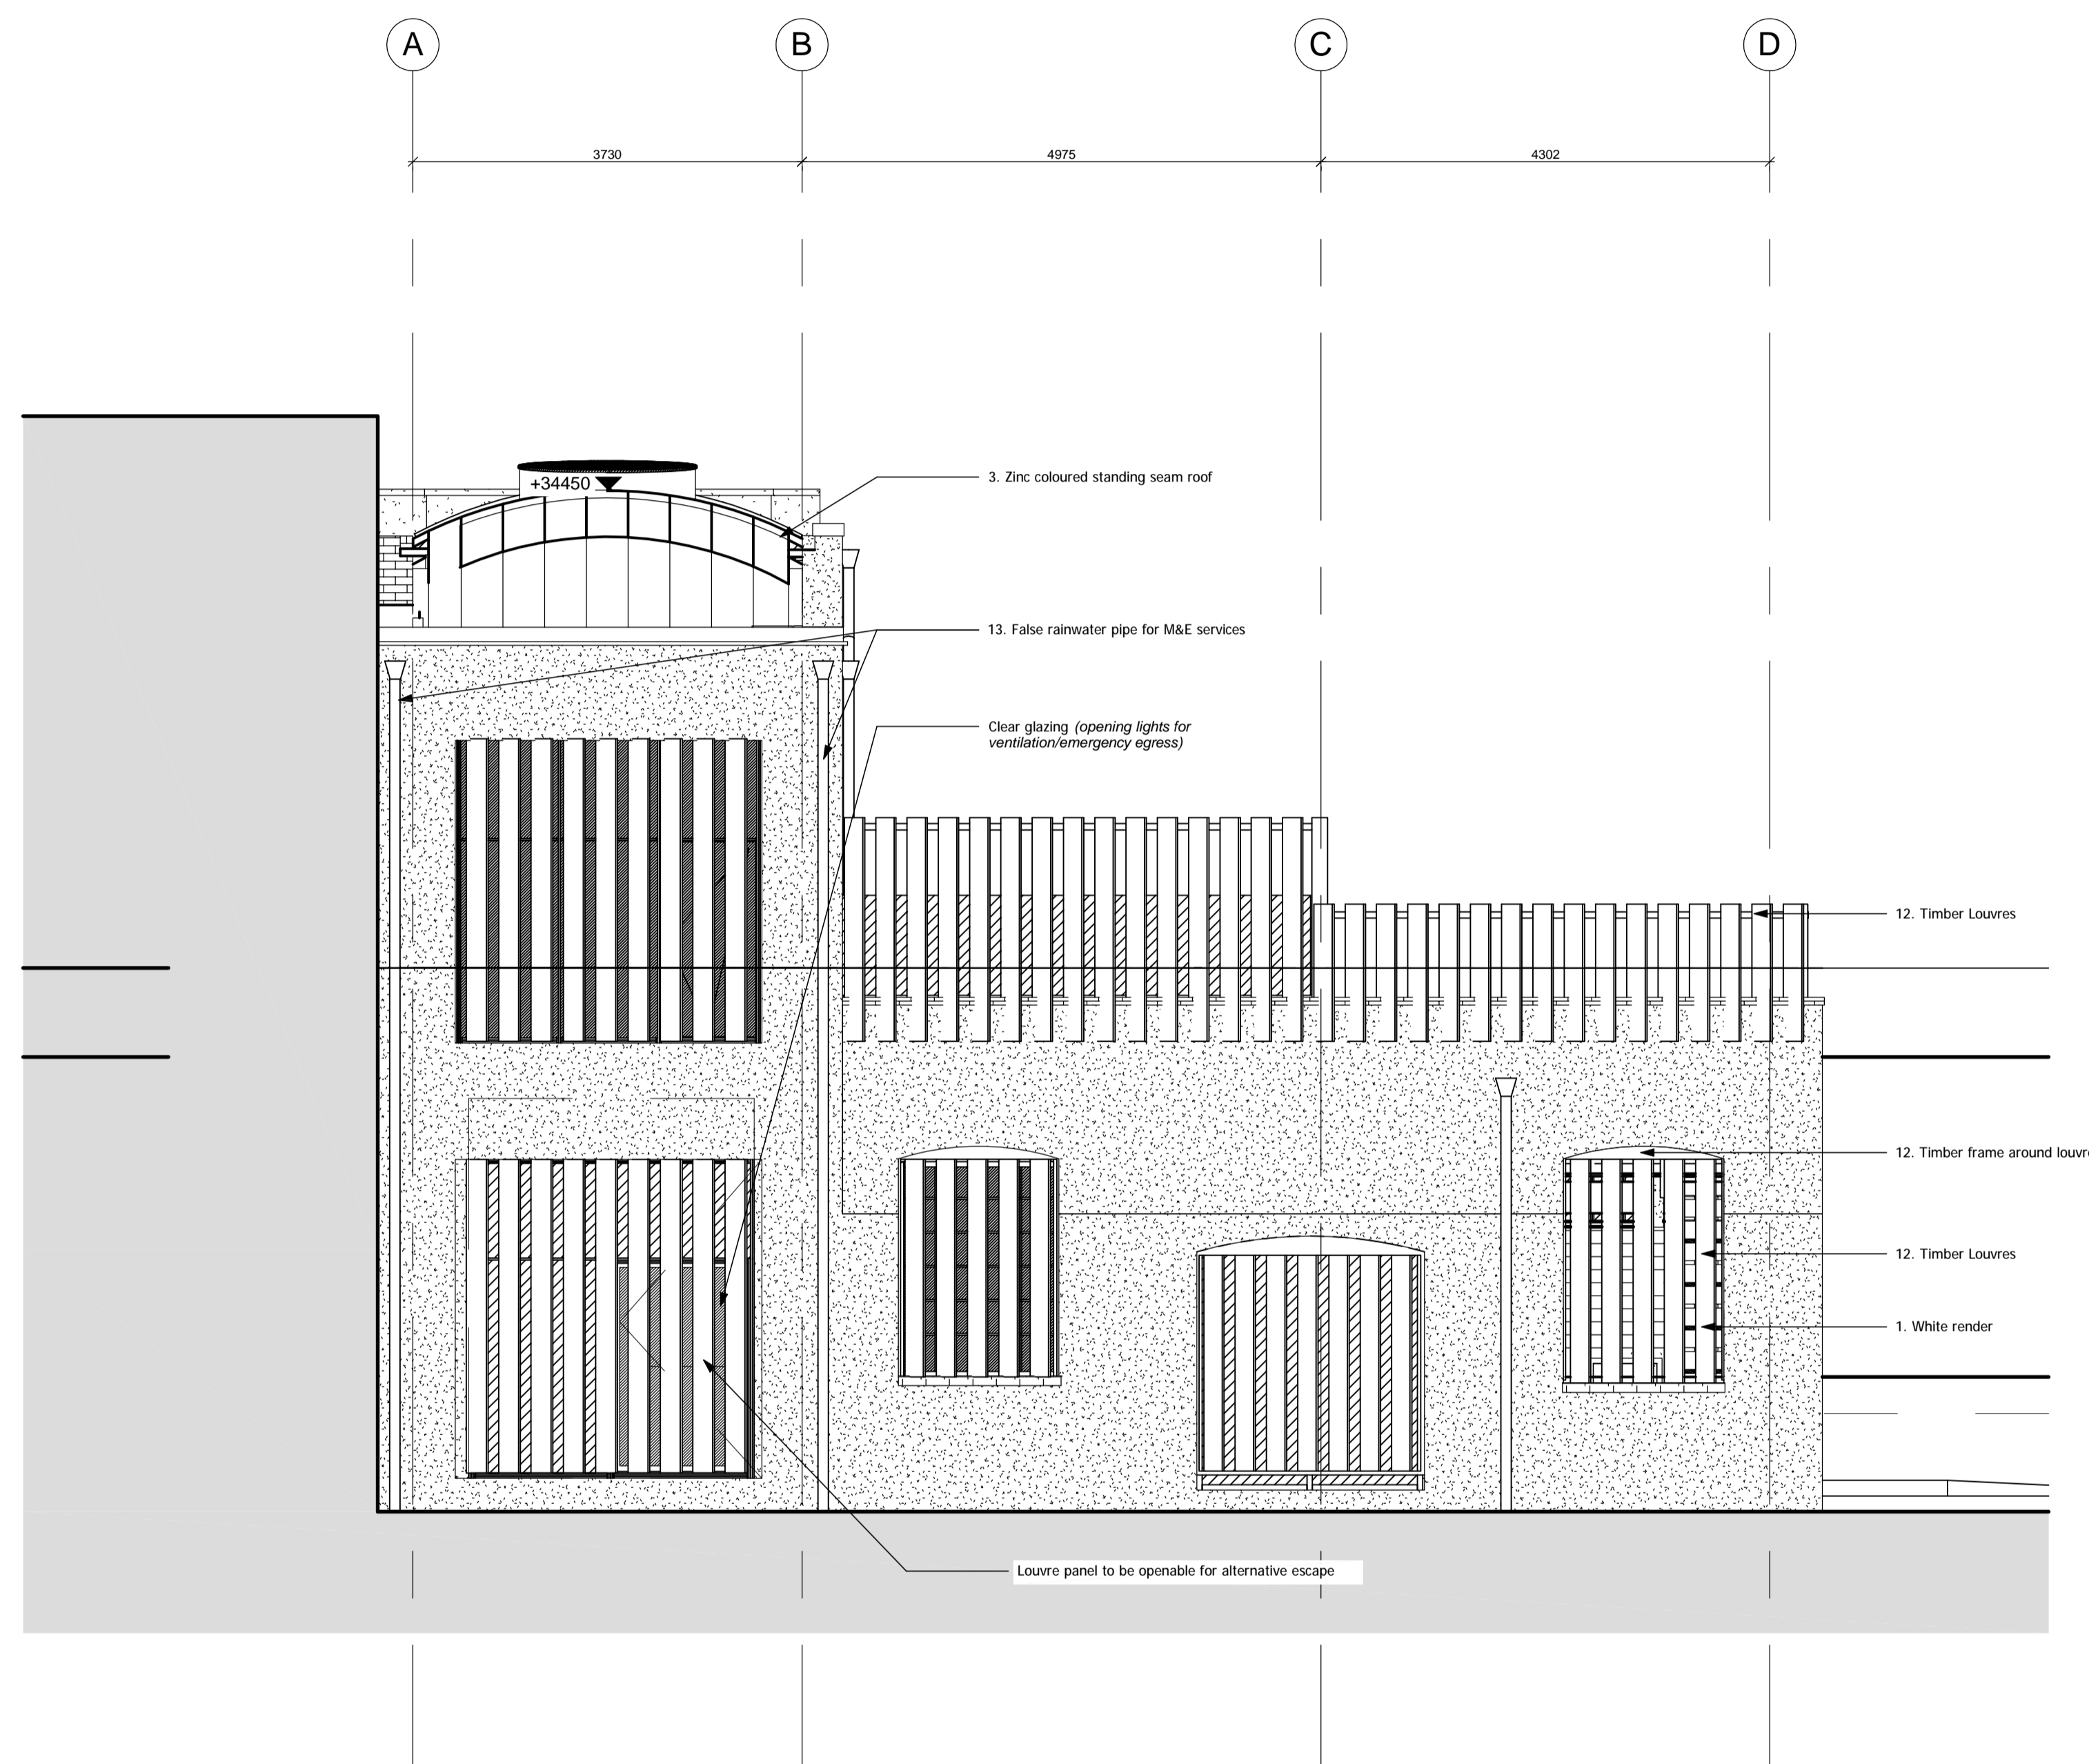 A
B
C
D
3730
4975
4302
+34450
3. Zinc coloured standing seam roof
13. False rainwater pipe for M&E services
Clear glazing (opening lights for
ventilation/emergency egress)
12. Timber Louvres
12. Timber frame around louvre
12. Timber Louvres
1. White render
Louvre panel to be openable for alternative escape